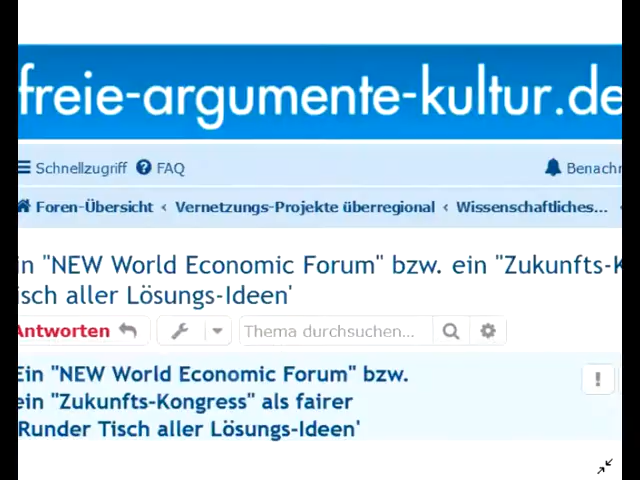 freie-argumente-kultur.de
Schnellzugriff FAQ Benachr
Foren-Übersicht ‹ Vernetzungs-Projekte überregional ‹ Wissenschaftliches... ‹
in "NEW World Economic Forum" bzw. ein "Zukunfts-K
isch aller Lösungs-Ideen'
Antworten Thema durchsuchen...
Ein "NEW World Economic Forum" bzw.
ein "Zukunfts-Kongress" als fairer
'Runder Tisch aller Lösungs-Ideen'